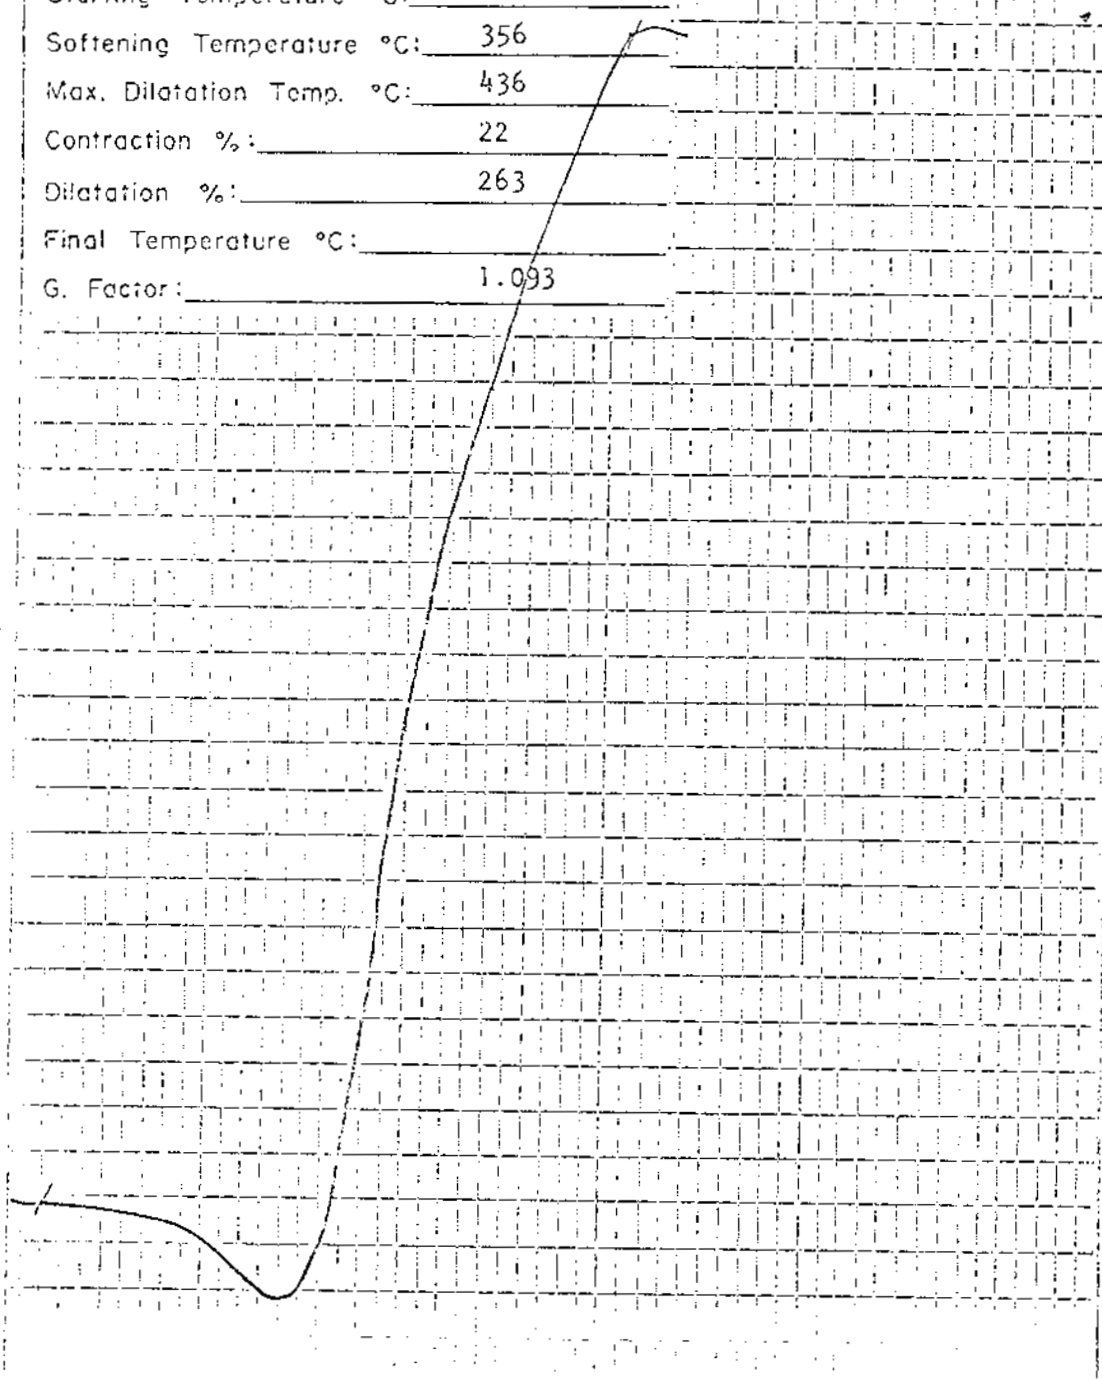 Softening Temperature °C: 356
Max. Dilatation Temp. °C: 436
Contraction %: 22
Dilatation %: 263
Final Temperature °C:
G. Factor: 1.093